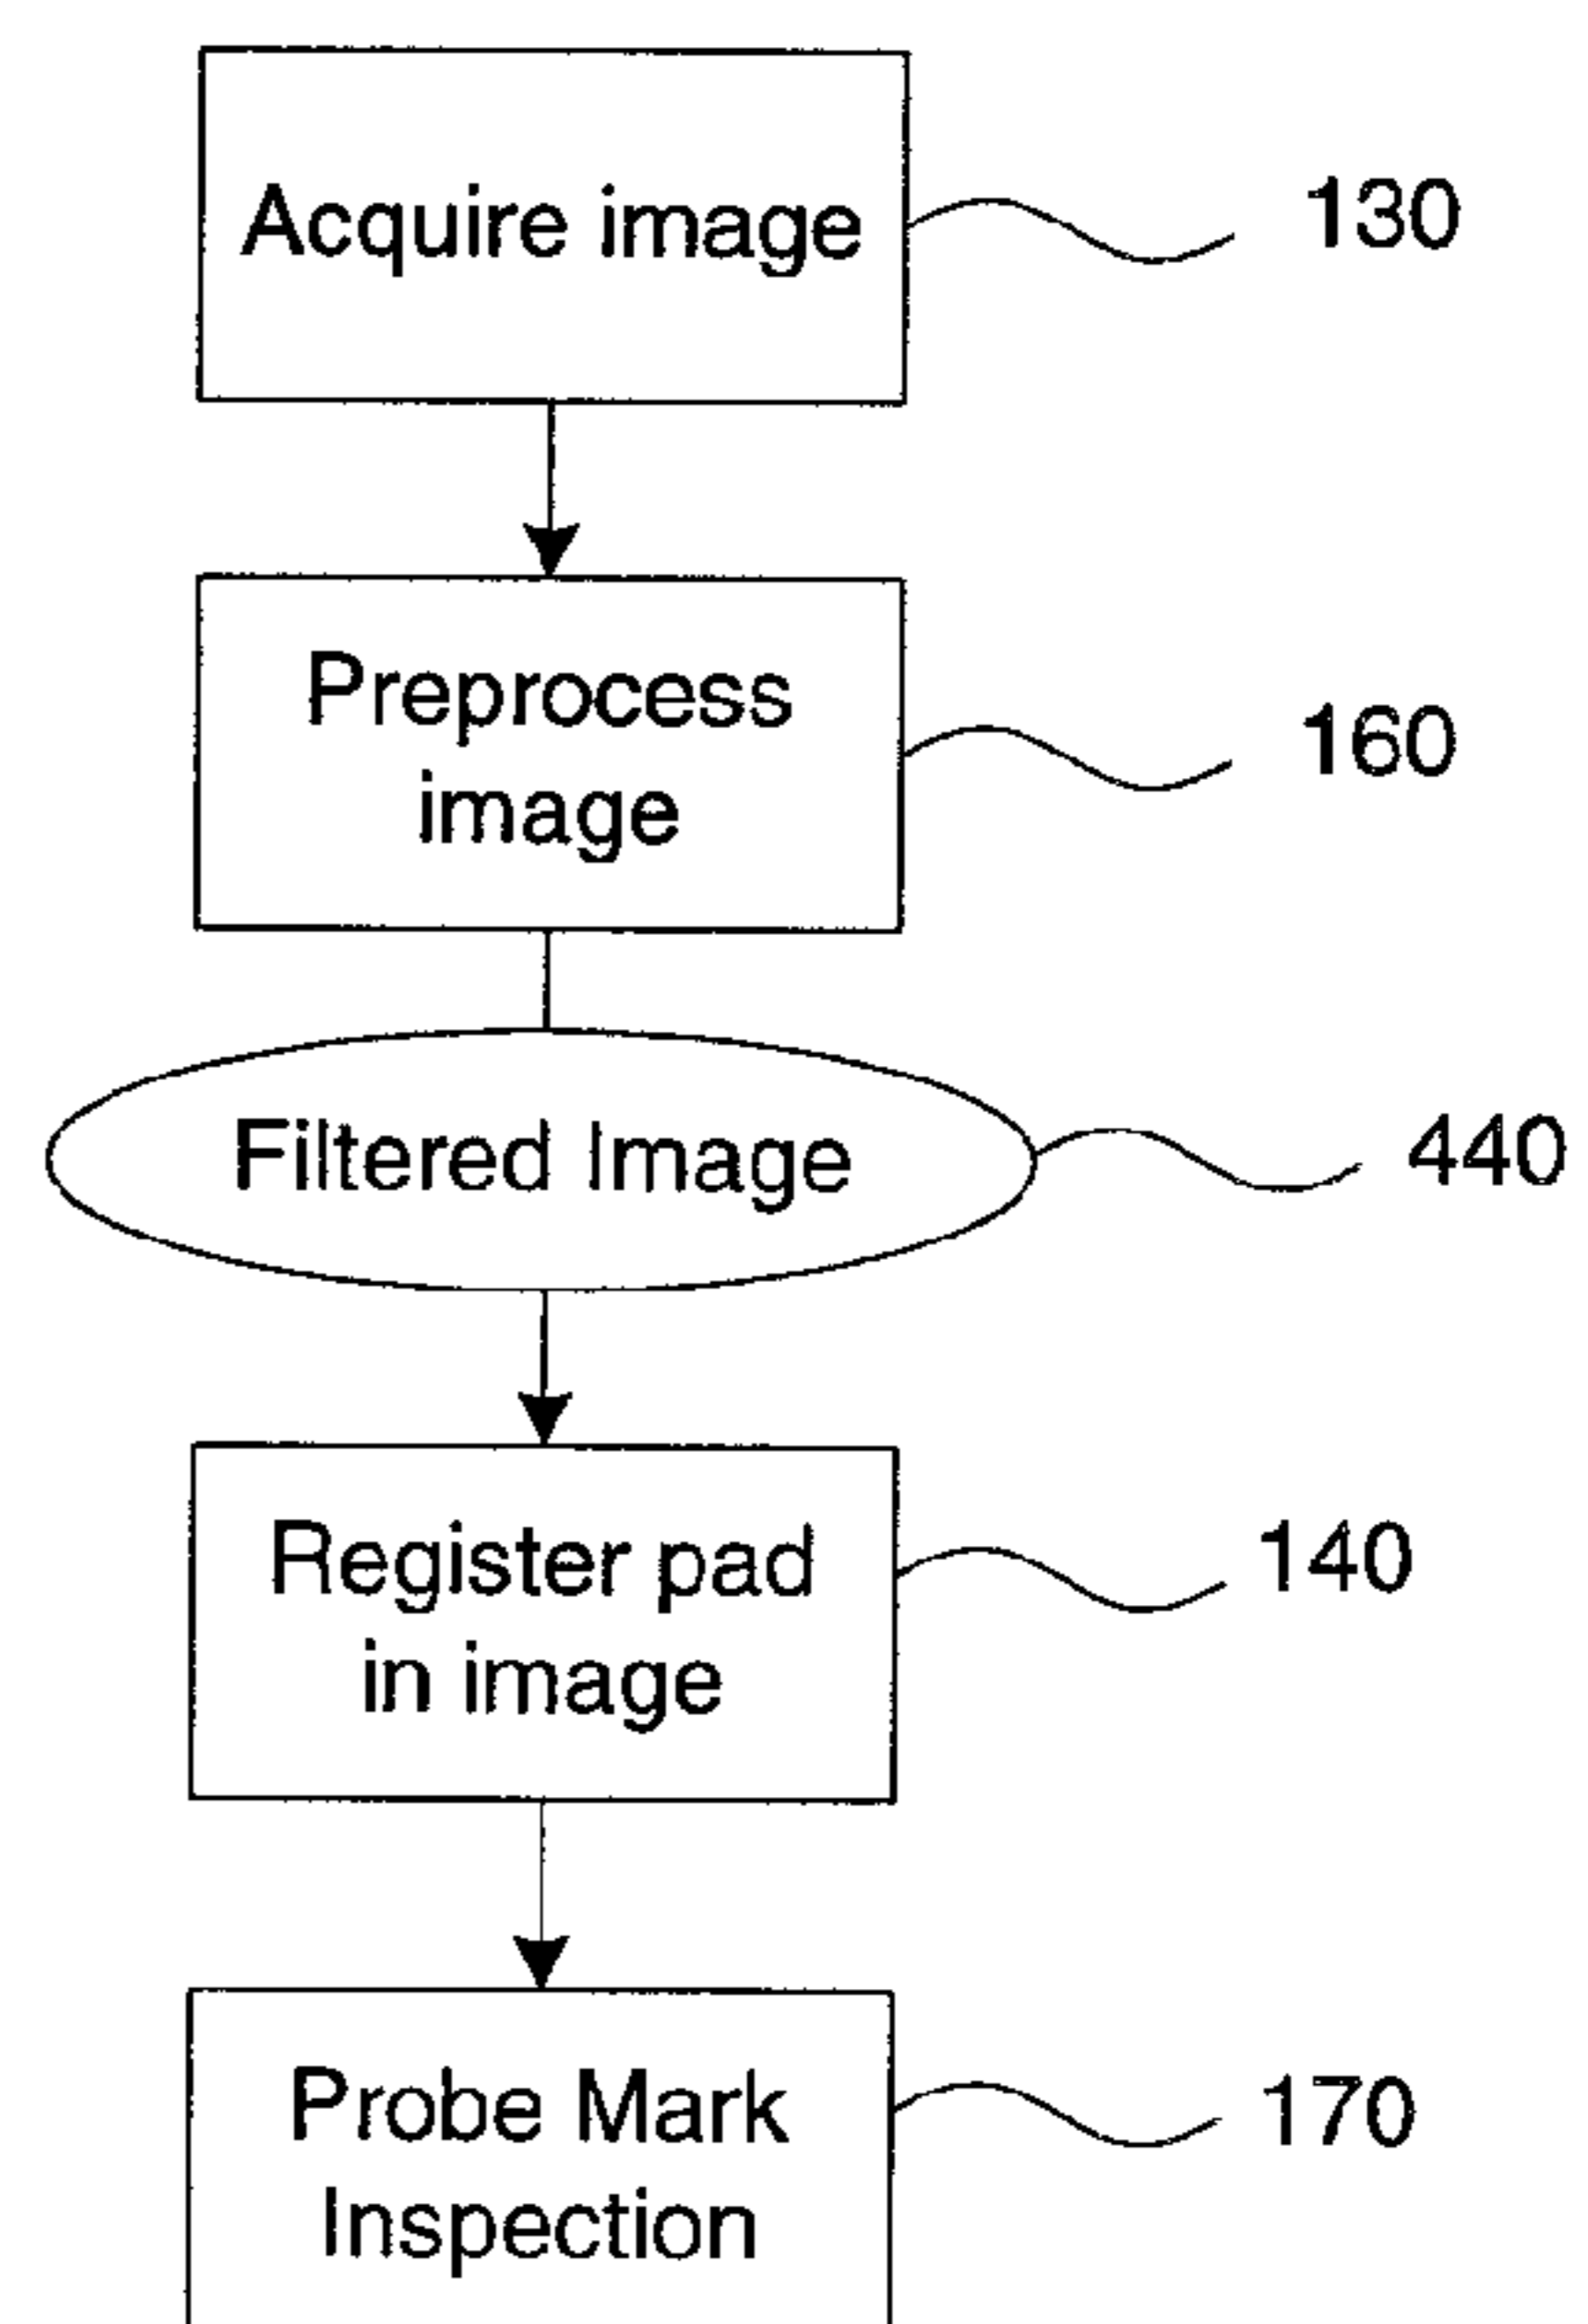 Acquire image
130
Preprocess
image
160
Filtered Image
440
Register pad
in image
140
Probe Mark
Inspection
170